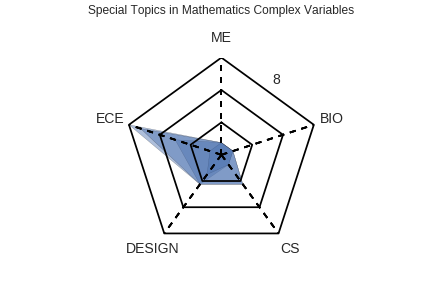 Special Topics in Mathematics Complex Variables
ME
8
ECE
BIO
DESIGN
CS